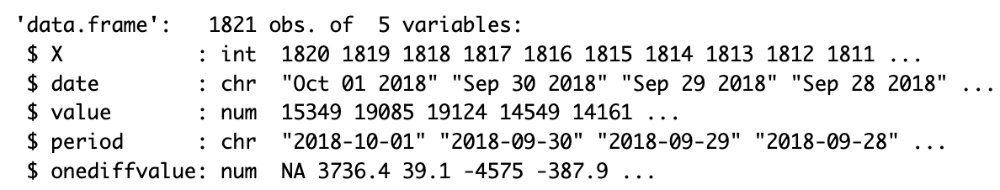 'data.frame':   1821 obs. of  5 variables:
 $ X           : int  1820 1819 1818 1817 1816 1815 1814 1813 1812 1811 ...
 $ date        : chr  "Oct 01 2018" "Sep 30 2018" "Sep 29 2018" "Sep 28 2018" ...
 $ value       : num  15349 19085 19124 14549 14161 ...
 $ period      : chr  "2018-10-01" "2018-09-30" "2018-09-29" "2018-09-28" ...
 $ onediffvalue: num  NA 3736.4 39.1 -4575 -387.9 ...